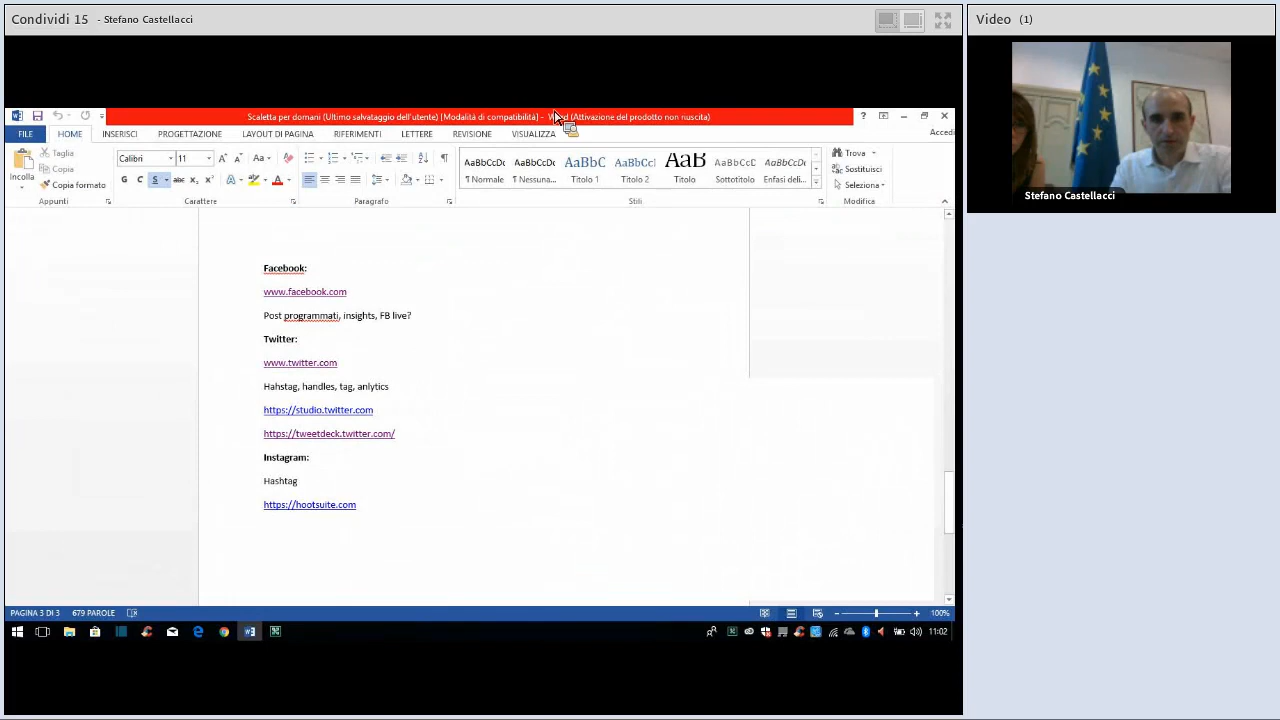 Condividi 15 - Stefano Castellacci
Video (1)
Stefano Castellacci
Scaletta per domani (Ultimo salvataggio dell'utente) [Modalità di compatibilità] - Word (Attivazione del prodotto non riuscita)
FILE HOME INSERISCI PROGETTAZIONE LAYOUT DI PAGINA RIFERIMENTI LETTERE REVISIONE VISUALIZZA Accedi
Incolla
Taglia
Copia
Copia formato
Appunti
Calibri 11
G C S abc
Carattere
Paragrafo
AaBbCcDc AaBbCcDc AaBbC AaBbCcI AaB AaBbCcD AaBbCcDc
¶ Normale ¶ Nessuna... Titolo 1 Titolo 2 Titolo Sottotitolo Enfasi deli...
Stili
Trova
Sostituisci
Seleziona
Modifica
Facebook:
www.facebook.com
Post programmati, insights, FB live?
Twitter:
www.twitter.com
Hahstag, handles, tag, anlytics
https://studio.twitter.com
https://tweetdeck.twitter.com/
Instagram:
Hashtag
https://hootsuite.com
PAGINA 3 DI 3 679 PAROLE 100%
11:02